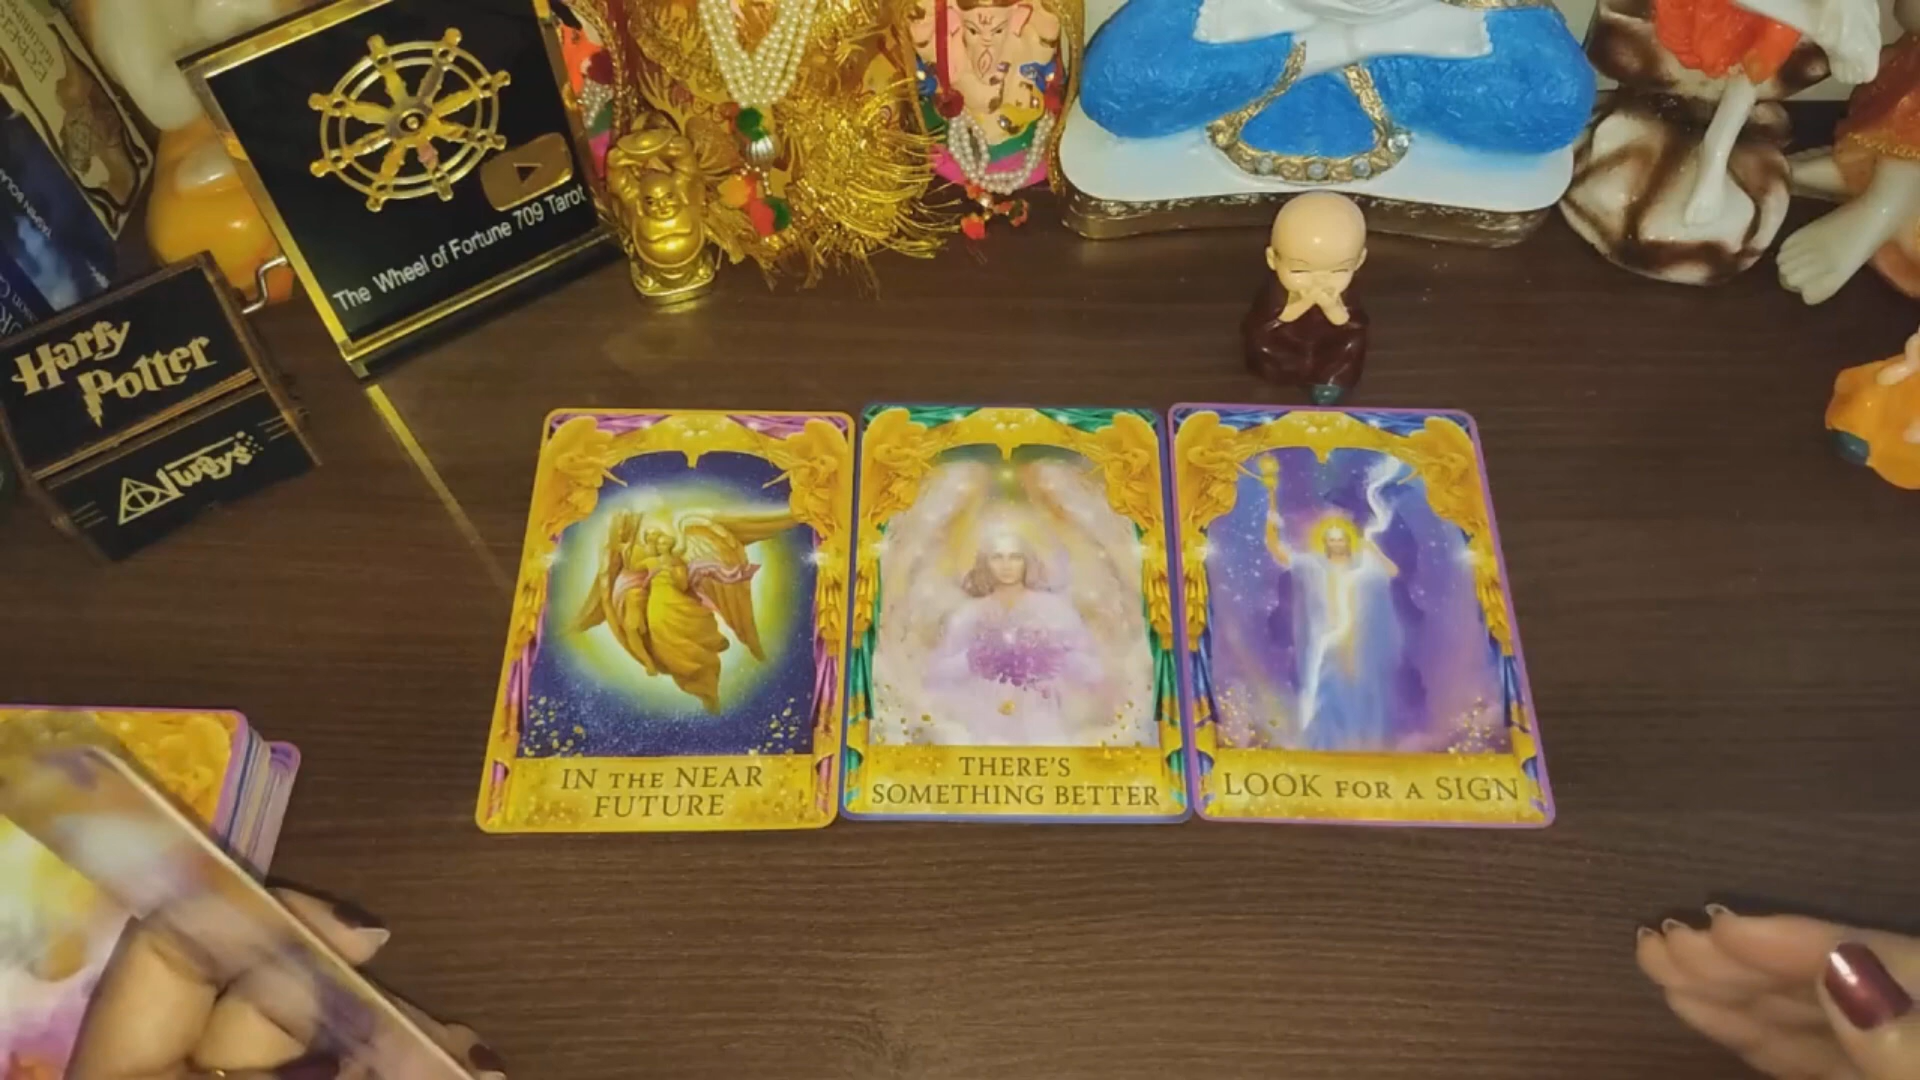 The Wheel of Fortune 709 Tarot
Harry
Potter
Always
IN THE NEAR
FUTURE
THERE'S
SOMETHING BETTER
LOOK FOR A SIGN